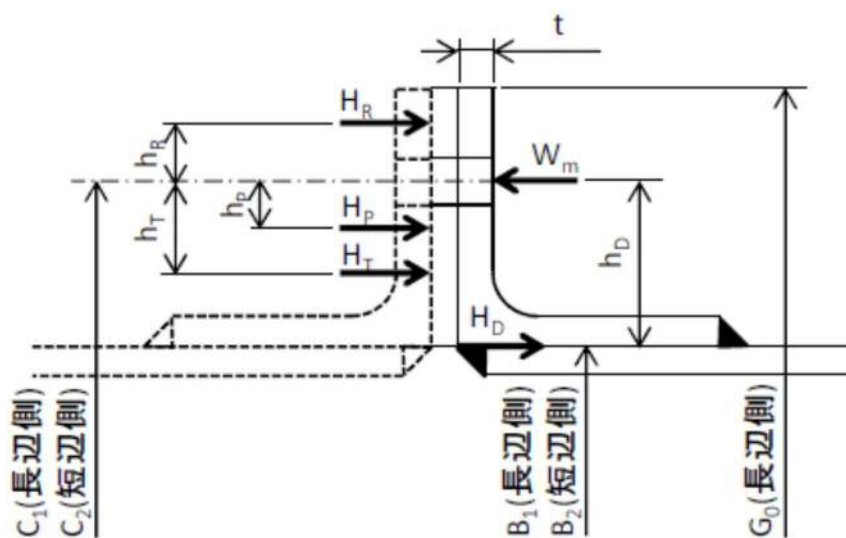 t
H_R
h_R
W_m
h_P
H_P
h_T
H_T
h_D
H_D
C_1(長辺側)
C_2(短辺側)
B_1(長辺側)
B_2(短辺側)
G_0(長辺側)